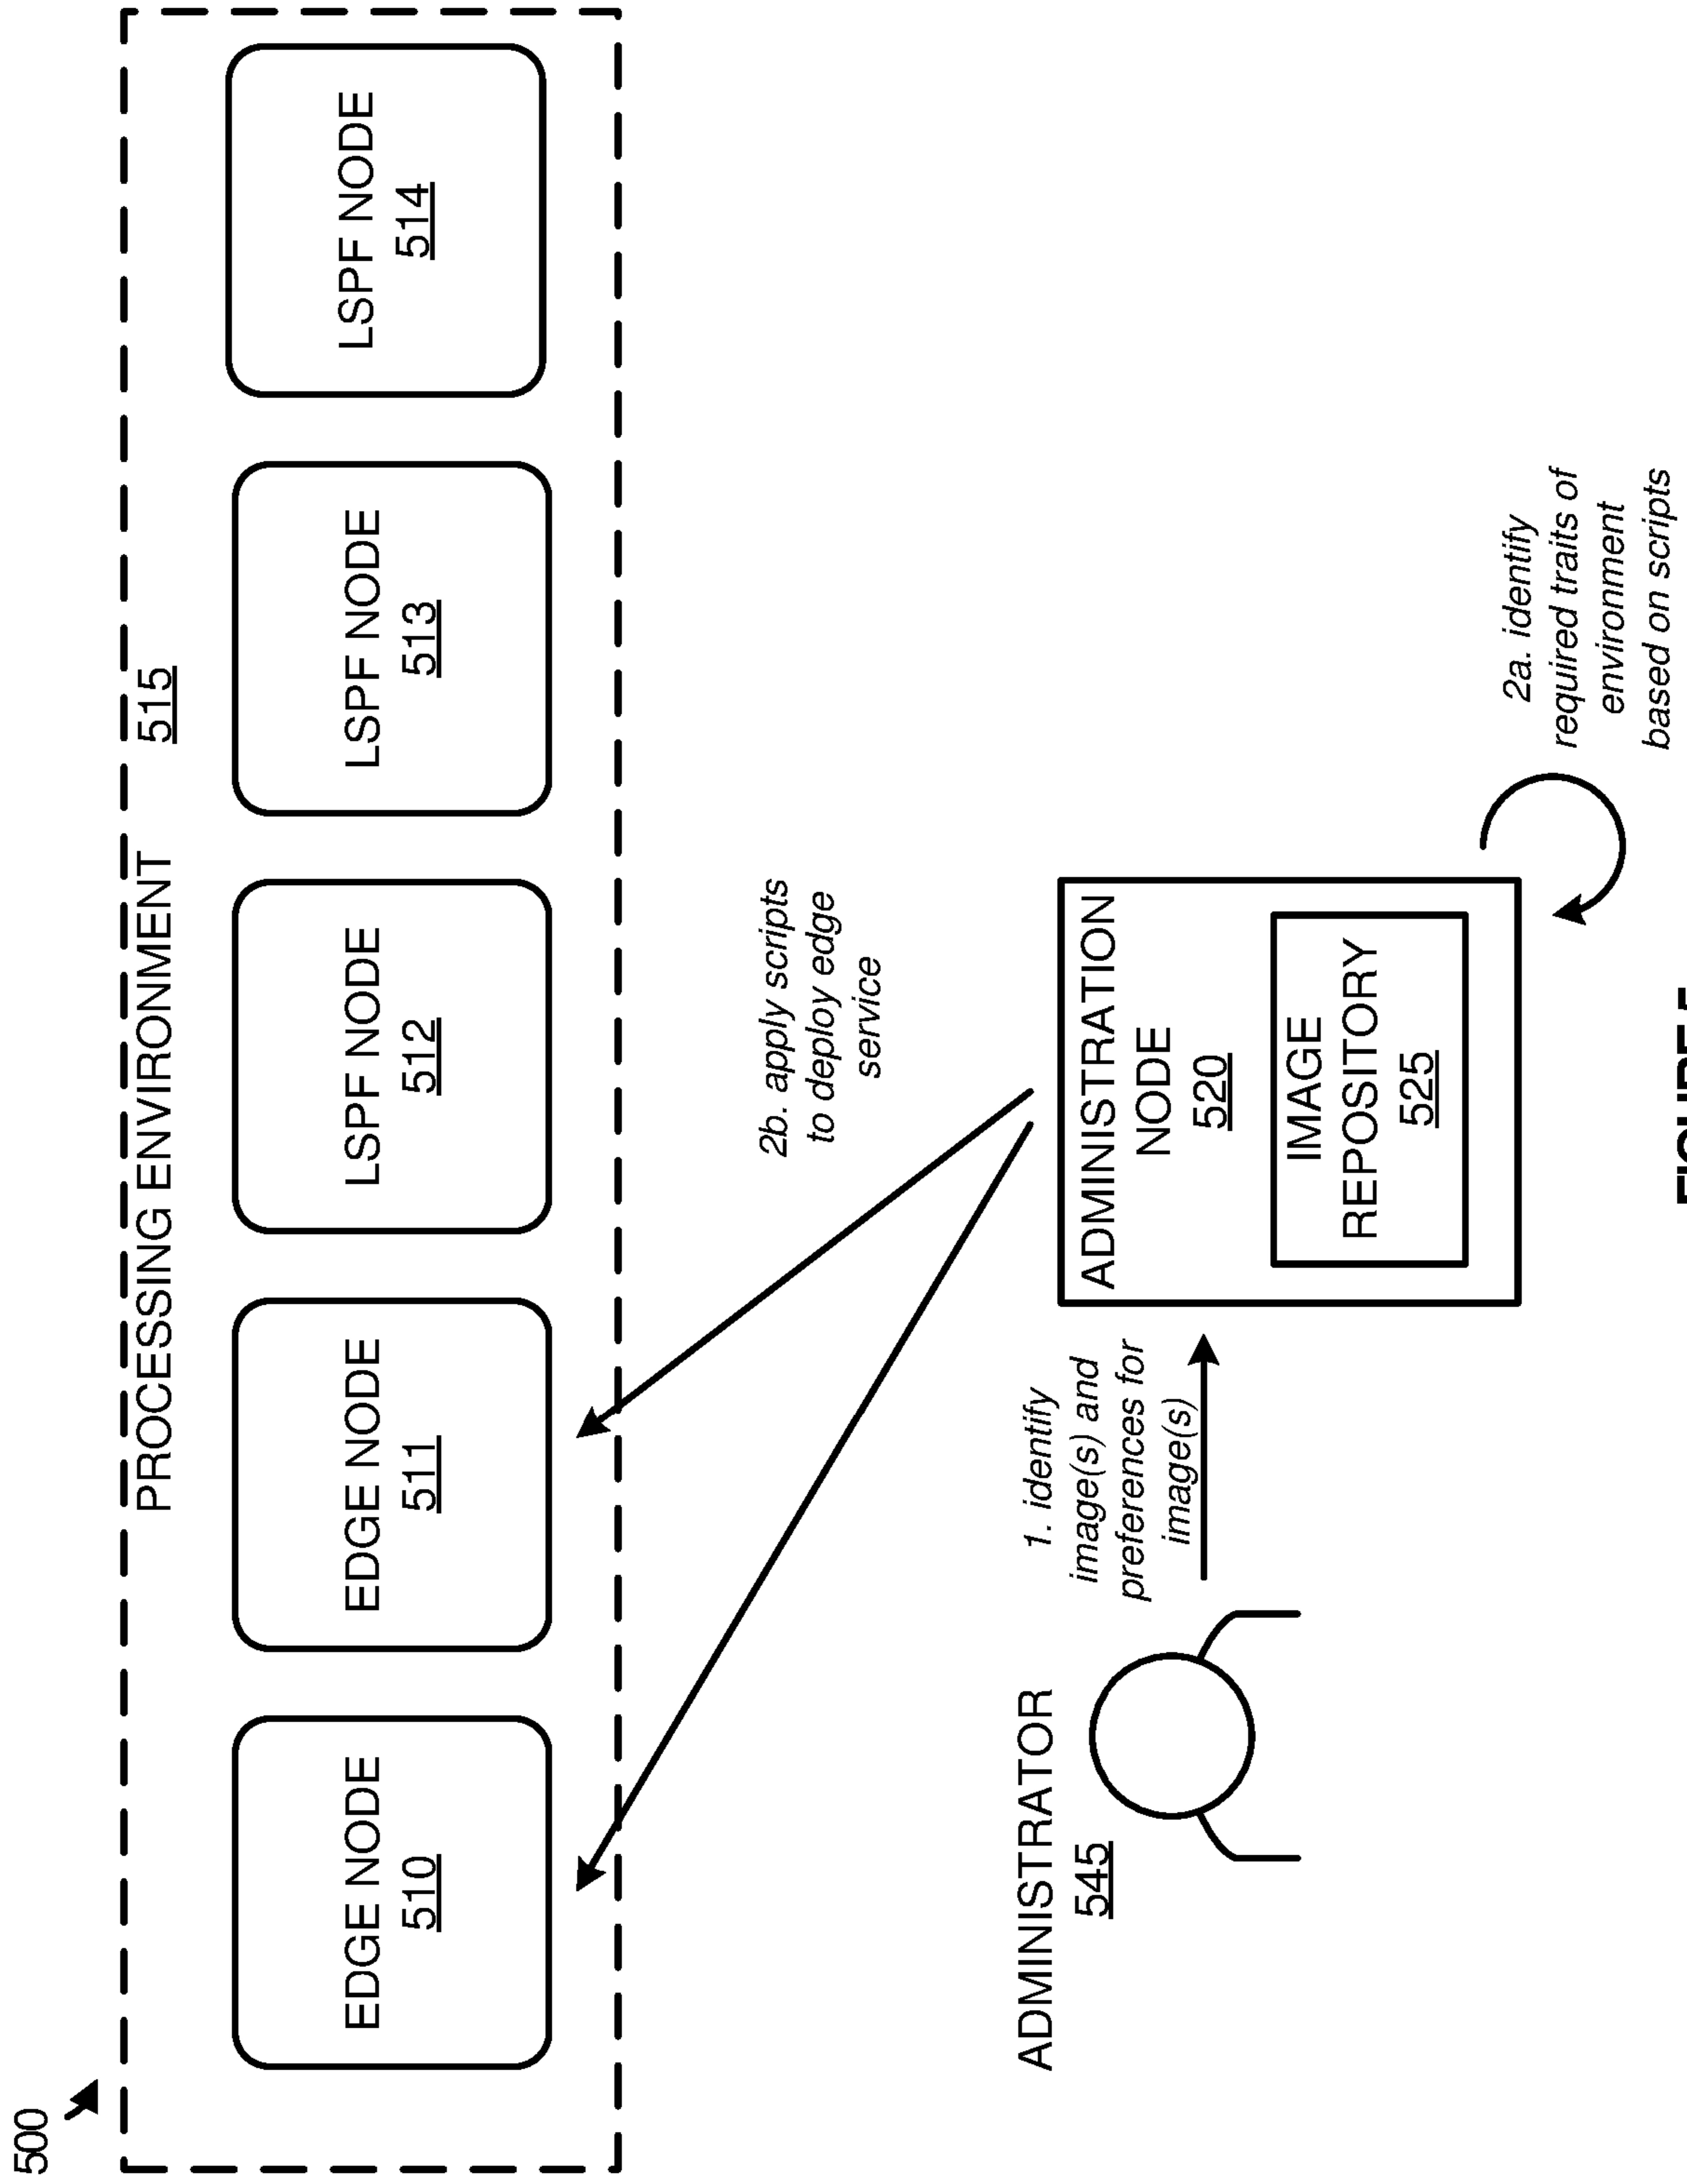 500
PROCESSING ENVIRONMENT 515
EDGE NODE
510
EDGE NODE
511
LSPF NODE
512
LSPF NODE
513
LSPF NODE
514
2b. apply scripts
to deploy edge
service
ADMINISTRATOR
545
1. identify
image(s) and
preferences for
image(s)
ADMINISTRATION
NODE
520
IMAGE
REPOSITORY
525
2a. identify
required traits of
environment
based on scripts